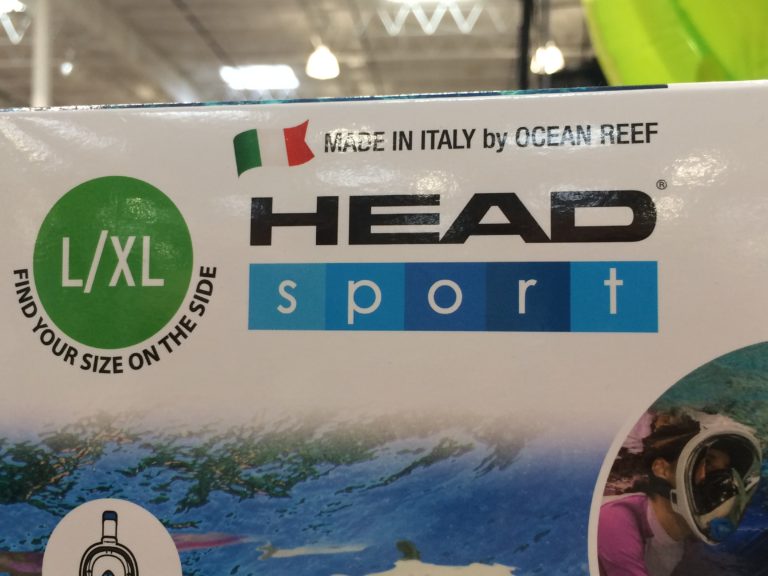 MADE IN ITALY by OCEAN REEF
HEAD®
sport
L/XL
FIND YOUR SIZE ON THE SIDE